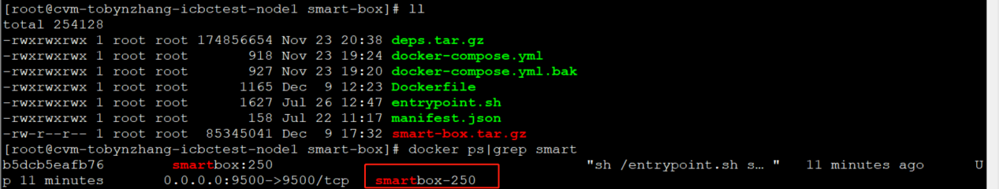 [root@cvm-tobynzhang-icbctest-node1 smart-box]# ll
total 254128
-rwxrwxrwx 1 root root 174856654 Nov 23 20:38 deps.tar.gz
-rwxrwxrwx 1 root root       918 Nov 23 19:24 docker-compose.yml
-rwxrwxrwx 1 root root       927 Nov 23 19:20 docker-compose.yml.bak
-rwxrwxrwx 1 root root      1165 Dec  9 12:23 Dockerfile
-rwxrwxrwx 1 root root      1627 Jul 26 12:47 entrypoint.sh
-rwxrwxrwx 1 root root       158 Jul 22 11:17 manifest.json
-rw-r--r-- 1 root root  85345041 Dec  9 17:32 smart-box.tar.gz
[root@cvm-tobynzhang-icbctest-node1 smart-box]# docker ps|grep smart
b5dcb5eafb76        smartbox:250                                    "sh /entrypoint.sh s… "   11 minutes ago      U
p 11 minutes       0.0.0.0:9500->9500/tcp   smartbox-250